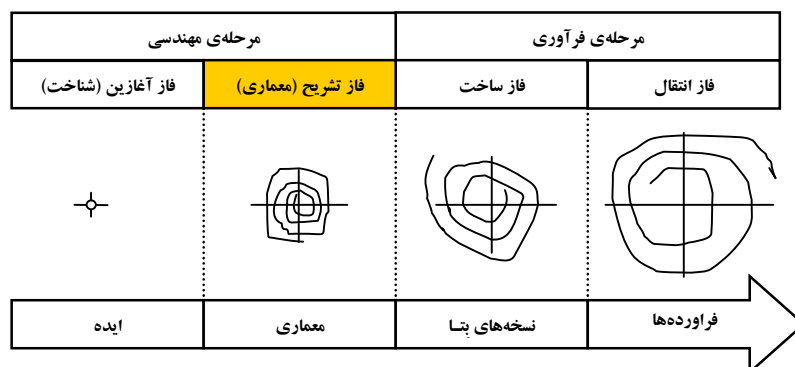 مرحله‌ی مهندسی
مرحله‌ی فرآوری
فاز آغازین (شناخت)
فاز تشریح (معماری)
فاز ساخت
فاز انتقال
ایده
معماری
نسخه‌های بِتـا
فراورده‌ها